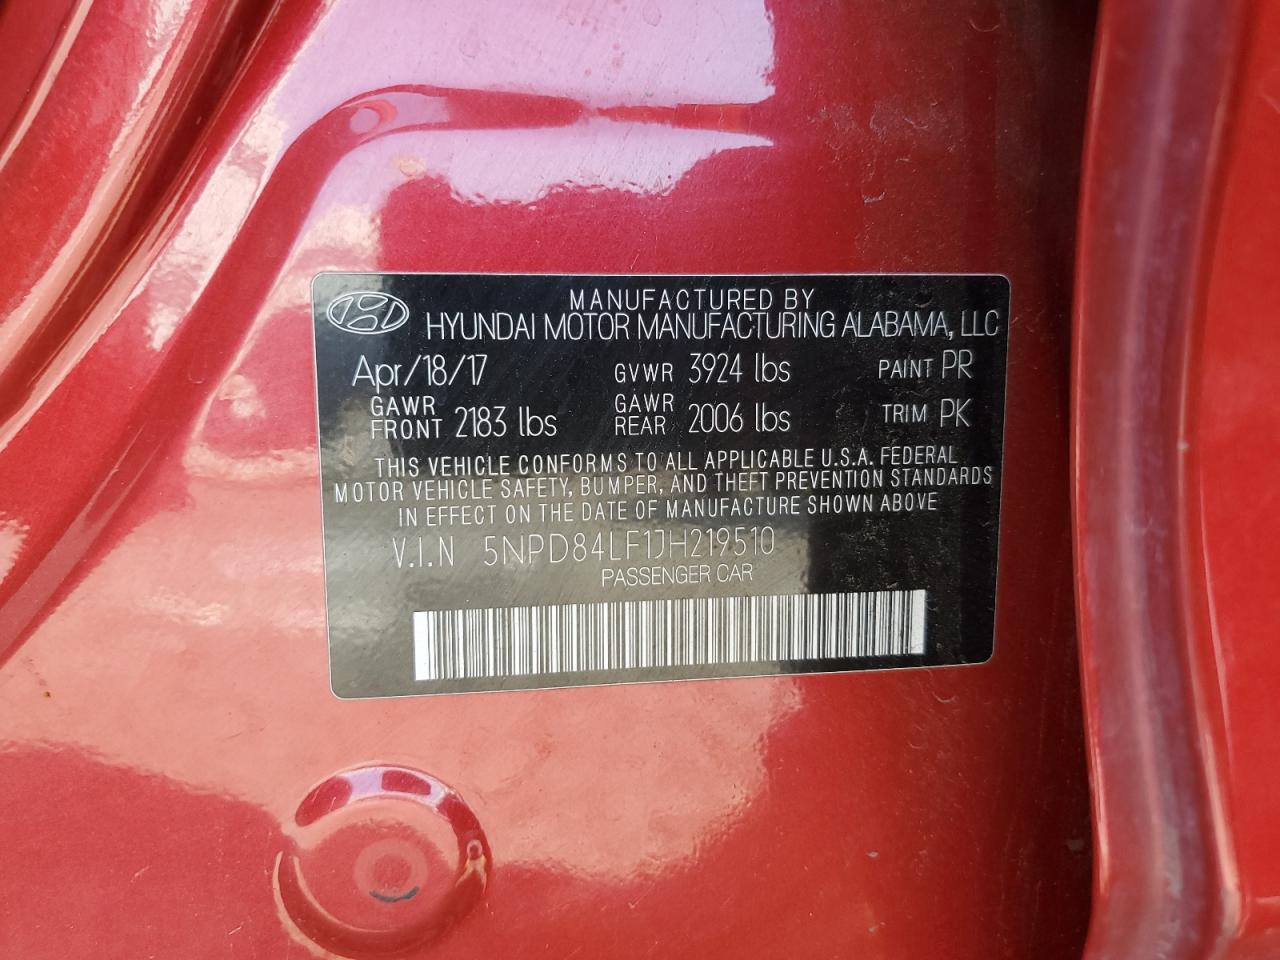 MANUFACTURED BY
HYUNDAI MOTOR MANUFACTURING ALABAMA, LLC
Apr/18/17 GVWR 3924 lbs PAINT PR
GAWR FRONT 2183 lbs GAWR REAR 2006 lbs TRIM PK
THIS VEHICLE CONFORMS TO ALL APPLICABLE U.S.A. FEDERAL
MOTOR VEHICLE SAFETY, BUMPER, AND THEFT PREVENTION STANDARDS
IN EFFECT ON THE DATE OF MANUFACTURE SHOWN ABOVE
V.I.N 5NPD84LF1JH219510
PASSENGER CAR